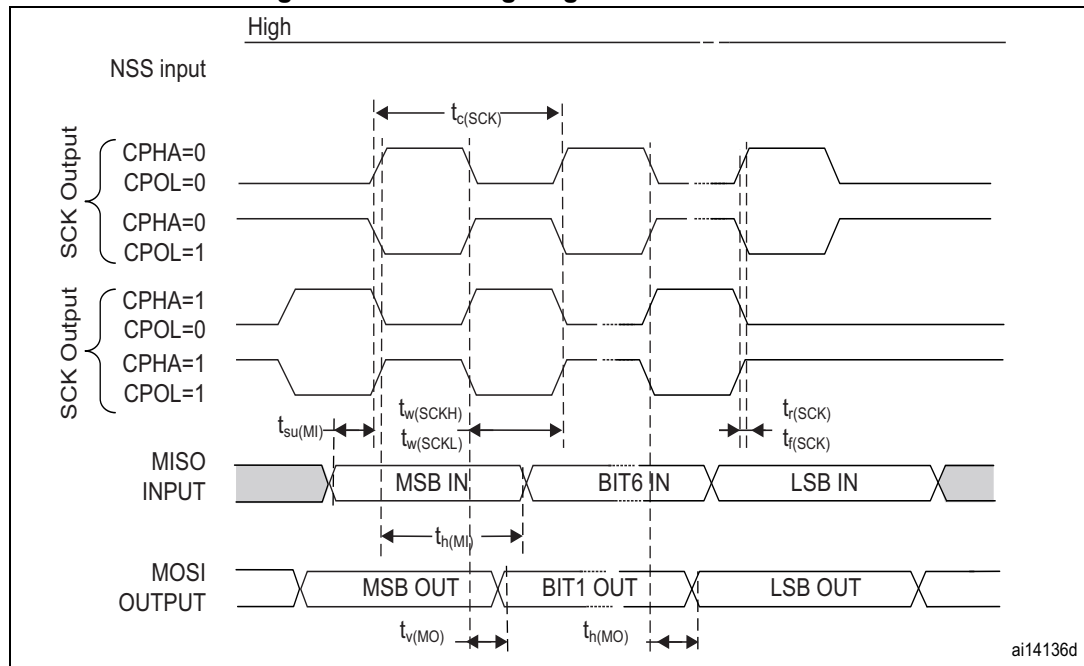 High
NSS input
tc(SCK)
SCK Output
CPHA=0
CPOL=0
CPHA=0
CPOL=1
SCK Output
CPHA=1
CPOL=0
CPHA=1
CPOL=1
tsu(MI)
tw(SCKH)
tw(SCKL)
tr(SCK)
tf(SCK)
MISO
INPUT
MSB IN
BIT6 IN
LSB IN
th(MI)
MOSI
OUTPUT
MSB OUT
BIT1 OUT
LSB OUT
tv(MO)
th(MO)
ai14136d